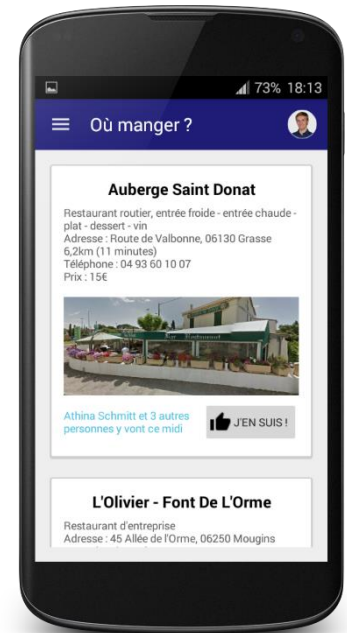 73% 18:13
Où manger ?
Auberge Saint Donat
Restaurant routier, entrée froide - entrée chaude -
plat - dessert - vin
Adresse : Route de Valbonne, 06130 Grasse
6,2km (11 minutes)
Téléphone : 04 93 60 10 07
Prix : 15€
Bar Restaurant
Athina Schmitt et 3 autres
personnes y vont ce midi
J'EN SUIS !
L'Olivier - Font De L'Orme
Restaurant d'entreprise
Adresse : 45 Allée de l'Orme, 06250 Mougins